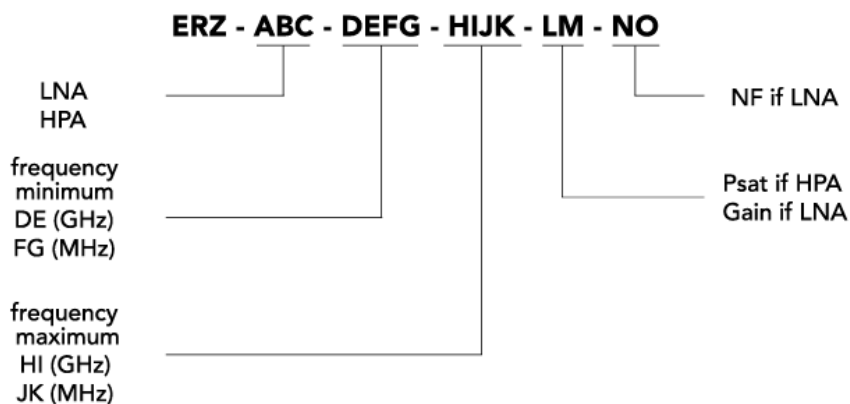 ERZ - ABC - DEFG - HIJK - LM - NO
LNA
HPA
NF if LNA
frequency
minimum
DE (GHz)
FG (MHz)
Psat if HPA
Gain if LNA
frequency
maximum
HI (GHz)
JK (MHz)